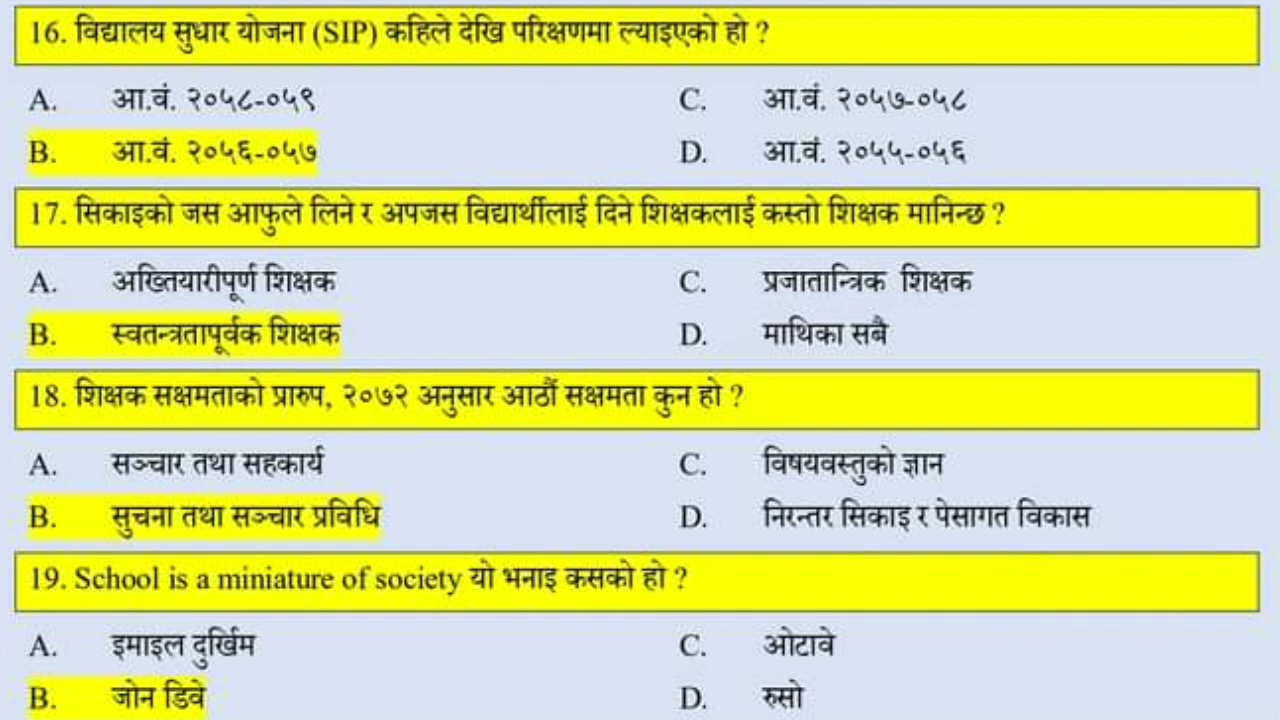 16. विद्यालय सुधार योजना (SIP) कहिले देखि परिक्षणमा ल्याइएको हो ?
A. आ.वं. २०५८-०५९ C. आ.वं. २०५७-०५८
B. आ.वं. २०५६-०५७ D. आ.वं. २०५५-०५६
17. सिकाइको जस आफुले लिने र अपजस विद्यार्थीलाई दिने शिक्षकलाई कस्तो शिक्षक मानिन्छ ?
A. अख्तियारीपूर्ण शिक्षक C. प्रजातान्त्रिक शिक्षक
B. स्वतन्त्रतापूर्वक शिक्षक D. माथिका सबै
18. शिक्षक सक्षमताको प्रारुप, २०७२ अनुसार आठौं सक्षमता कुन हो ?
A. सञ्चार तथा सहकार्य C. विषयवस्तुको ज्ञान
B. सुचना तथा सञ्चार प्रविधि D. निरन्तर सिकाइ र पेसागत विकास
19. School is a miniature of society यो भनाइ कसको हो ?
A. इमाइल दुर्खिम C. ओटावे
B. जोन डिवे D. रुसो